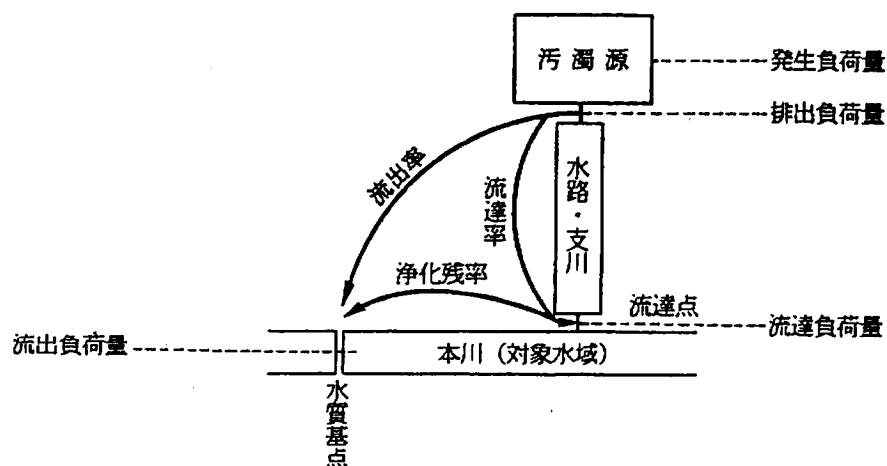 汚濁源
発生負荷量
排出負荷量
流出率
流達率
水路・支川
浄化残率
流達点
流達負荷量
流出負荷量
本川（対象水域）
水質基点